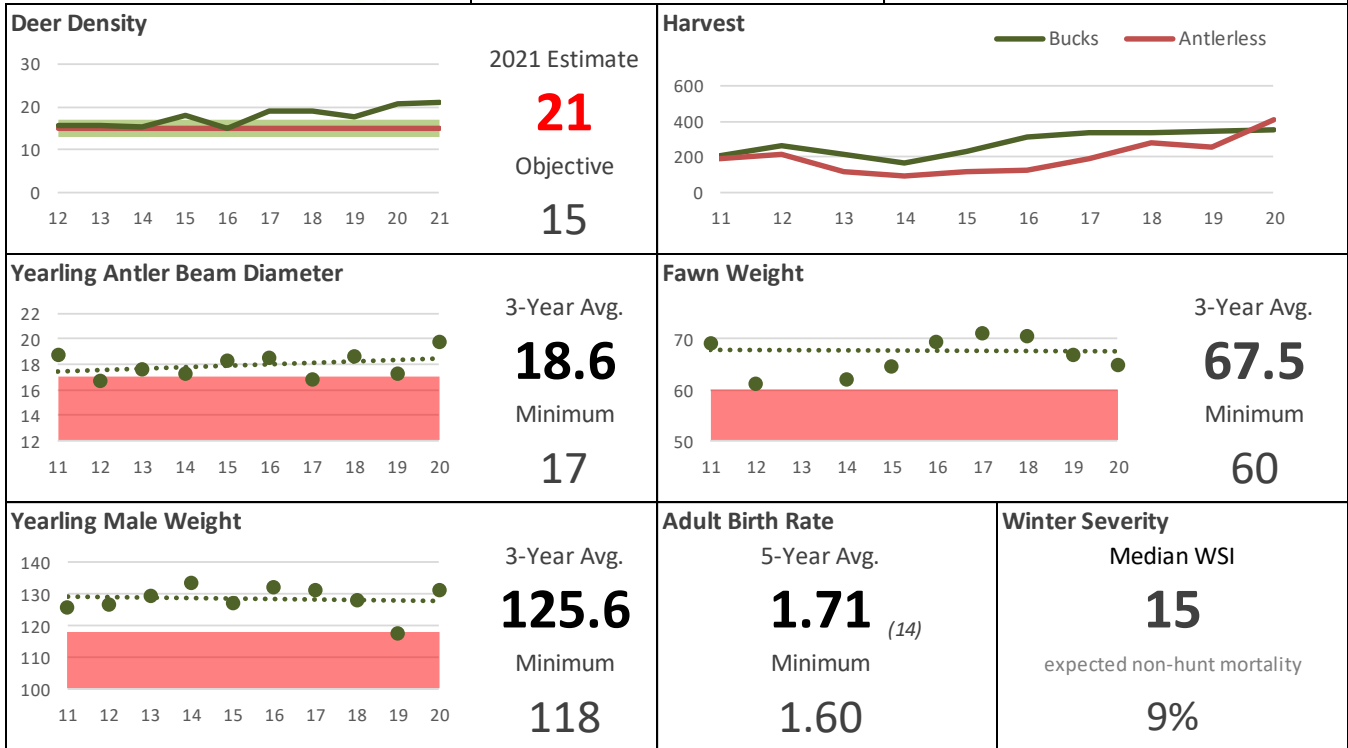 Deer Density
2021 Estimate
21
Objective
15
30
20
10
0
12 13 14 15 16 17 18 19 20 21
Harvest
Bucks Antlerless
600
400
200
0
11 12 13 14 15 16 17 18 19 20
Yearling Antler Beam Diameter
3-Year Avg.
18.6
Minimum
17
22
20
18
16
14
12
11 12 13 14 15 16 17 18 19 20
Fawn Weight
3-Year Avg.
67.5
Minimum
60
70
60
50
11 12 13 14 15 16 17 18 19 20
Yearling Male Weight
3-Year Avg.
125.6
Minimum
118
140
130
120
110
100
11 12 13 14 15 16 17 18 19 20
Adult Birth Rate
5-Year Avg.
1.71 (14)
Minimum
1.60
Winter Severity
Median WSI
15
expected non-hunt mortality
9%